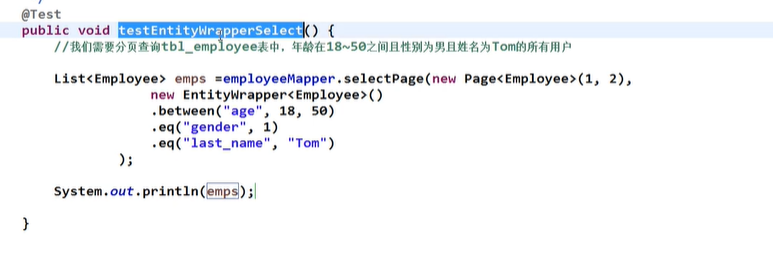 @Test
public void testEntityWrapperSelect() {
//我们需要分页查询tbl_employee表中，年龄在18~50之间且性别为男且姓名为Tom的所有用户
List<Employee> emps =employeeMapper.selectPage(new Page<Employee>(1, 2),
new EntityWrapper<Employee>()
.between("age", 18, 50)
.eq("gender", 1)
.eq("last_name", "Tom")
);
System.out.println(emps);
}